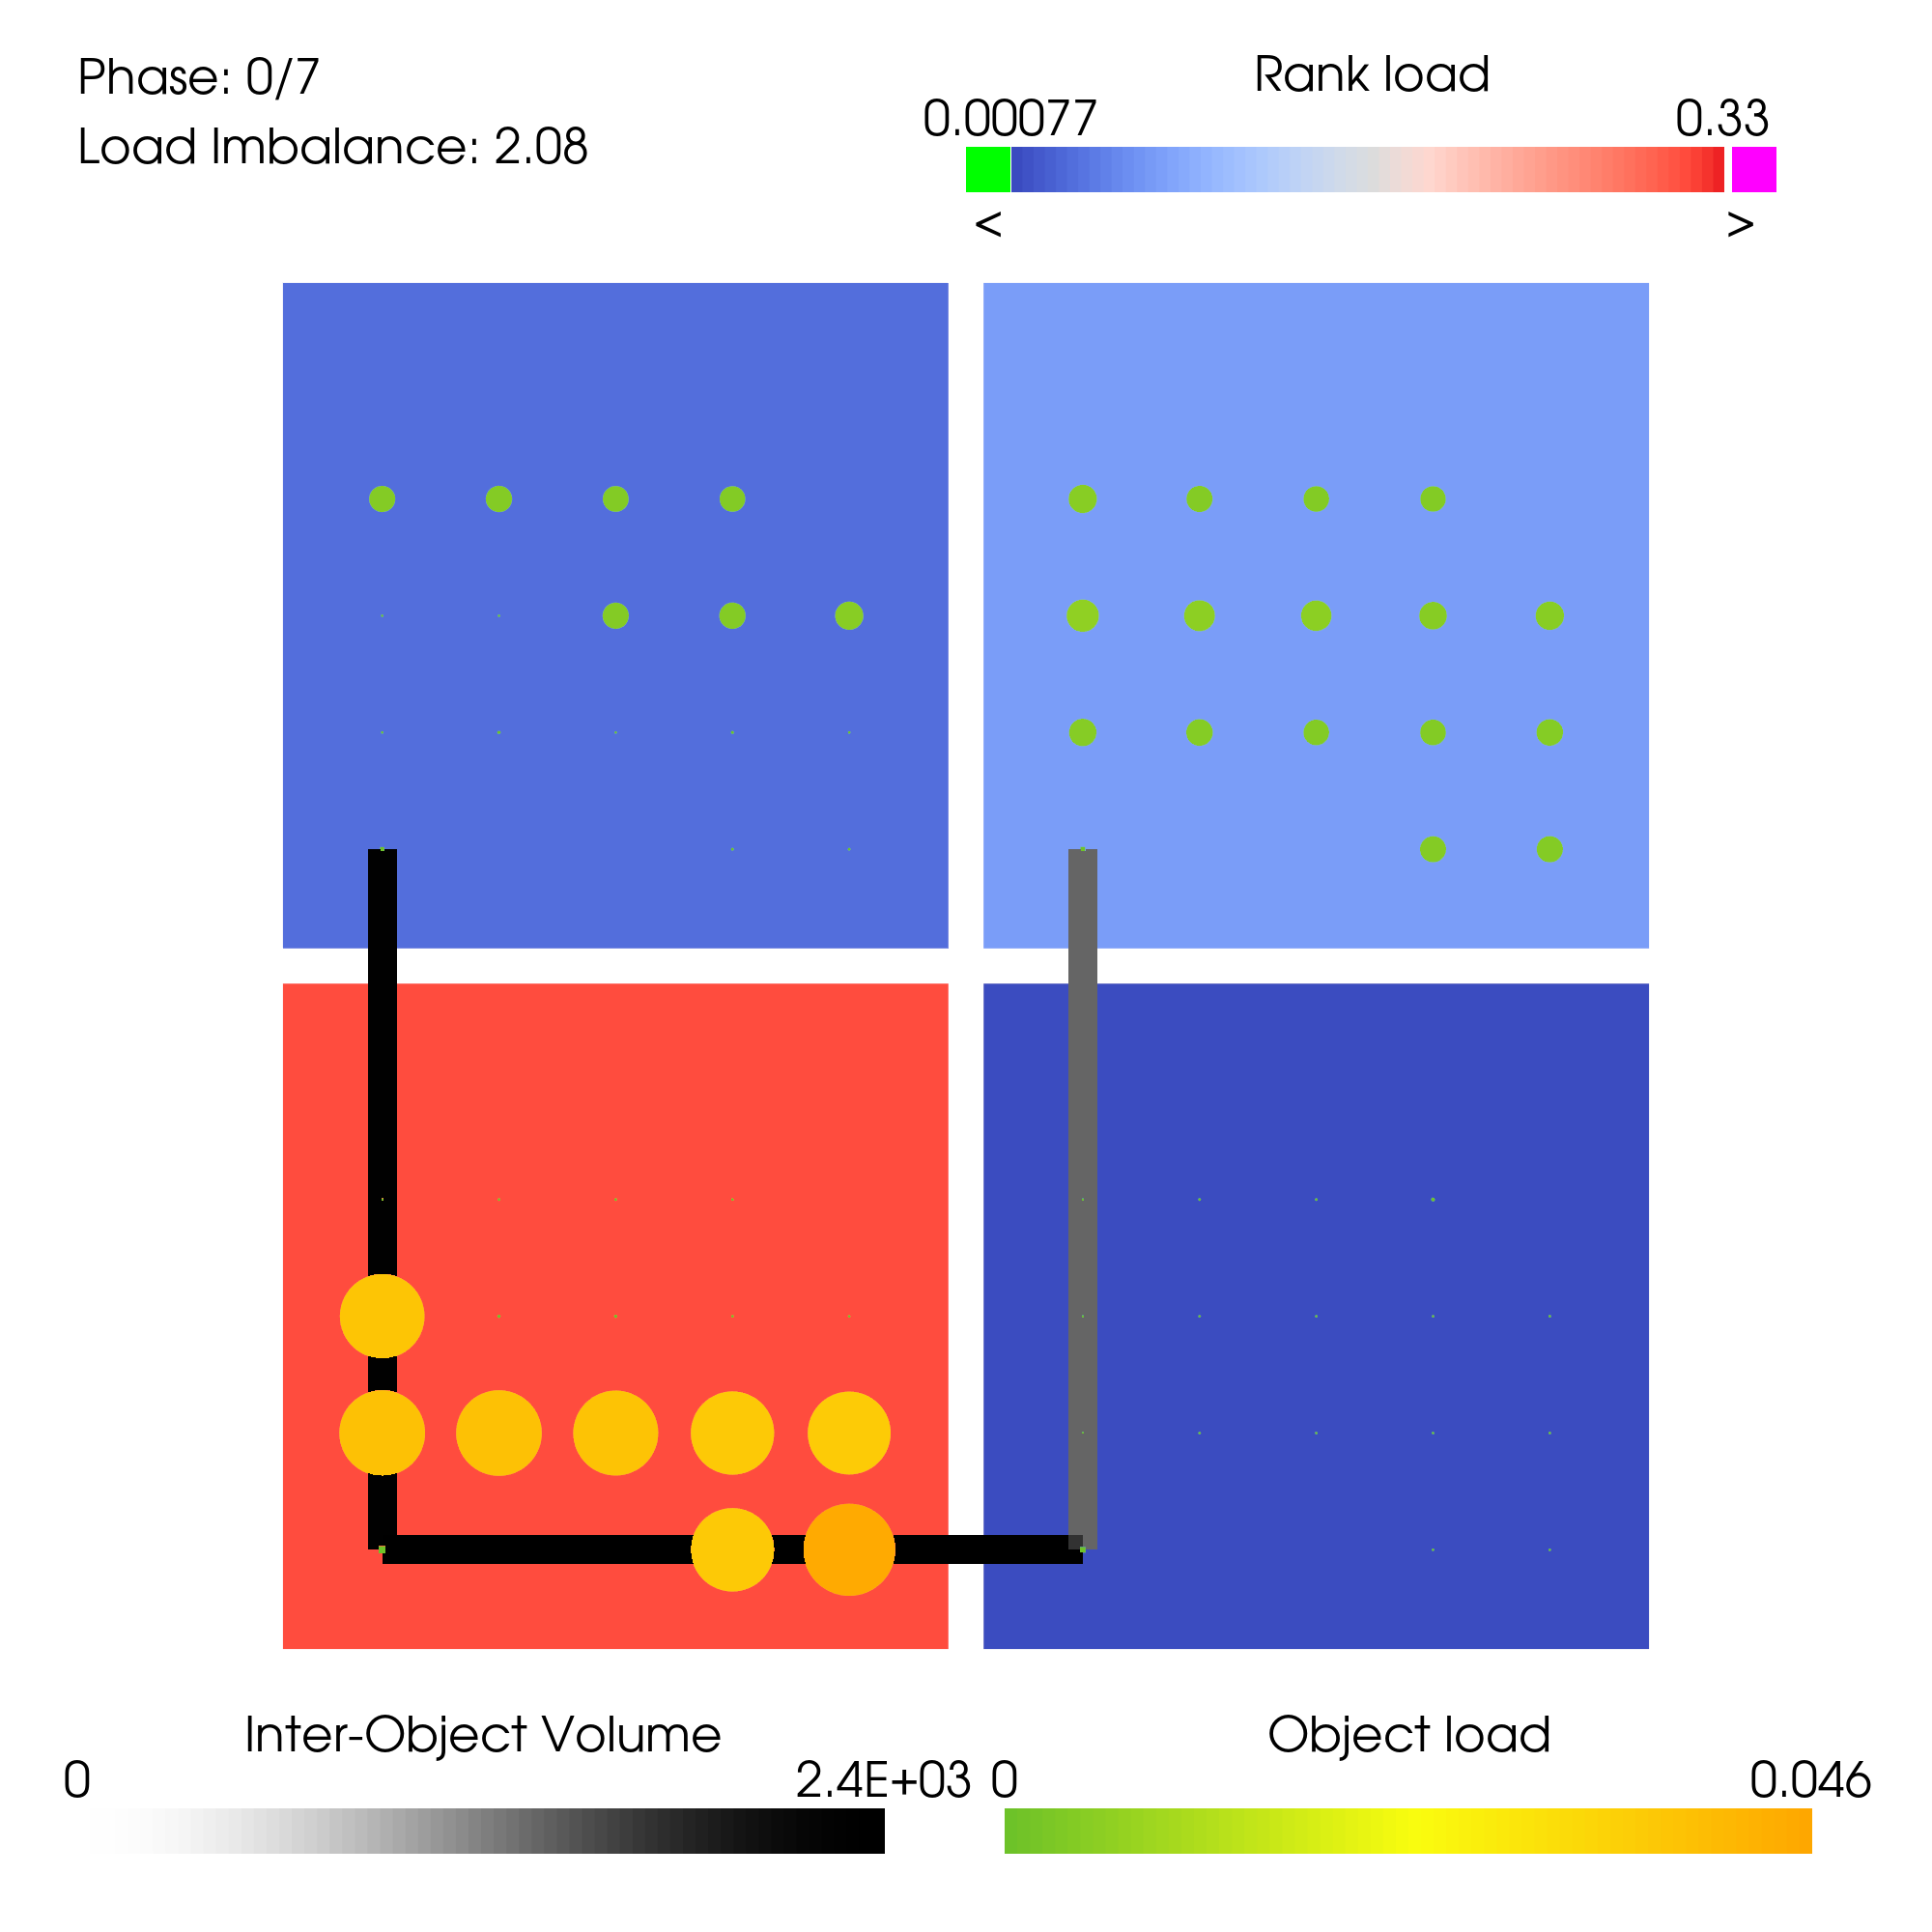 Phase: 0/7
Load Imbalance: 2.08
Rank load
0.00077 0.33
< >
Inter-Object Volume
0 2.4E+03
Object load
0 0.046